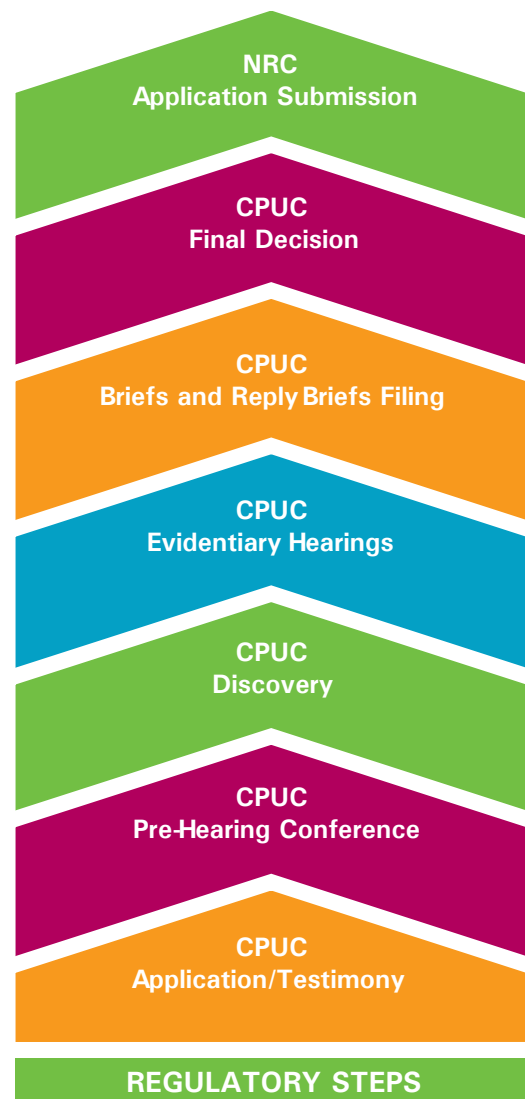 NRC
Application Submission
CPUC
Final Decision
CPUC
Briefs and Reply Briefs Filing
CPUC
Evidentiary Hearings
CPUC
Discovery
CPUC
Pre-Hearing Conference
CPUC
Application/Testimony
REGULATORY STEPS